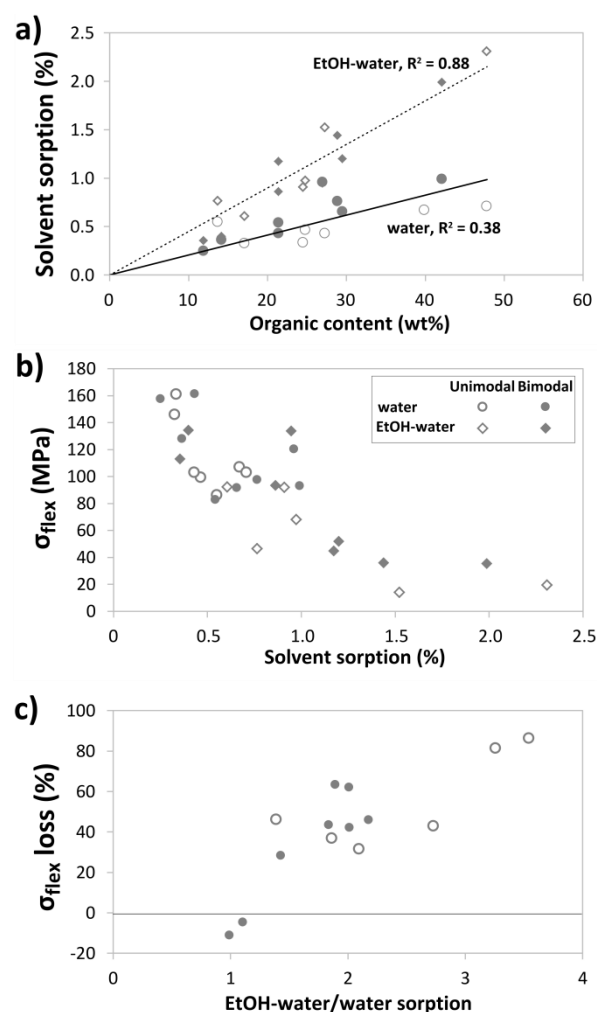 a)
Solvent sorption (%)
2.5
2.0
1.5
1.0
0.5
0.0
EtOH-water, R² = 0.88
water, R² = 0.38
0 10 20 30 40 50 60
Organic content (wt%)
b)
σflex (MPa)
180
160
140
120
100
80
60
40
20
0
Unimodal Bimodal
water
EtOH-water
0 0.5 1.0 1.5 2.0 2.5
Solvent sorption (%)
c)
σflex loss (%)
100
80
60
40
20
0
-20
0 1 2 3 4
EtOH-water/water sorption